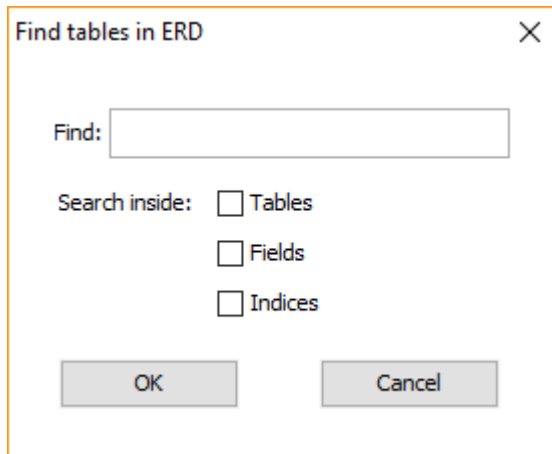 Find tables in ERD
Find:
Search inside: Tables
Fields
Indices
OK Cancel